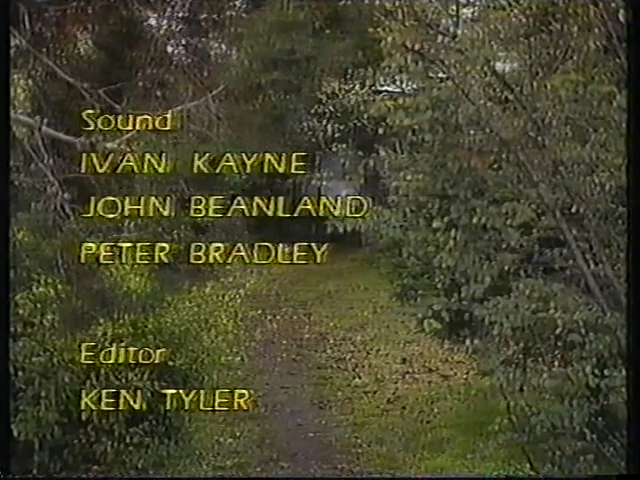 Sound
IVAN KAYNE
JOHN BEANLAND
PETER BRADLEY
Editor
KEN TYLER